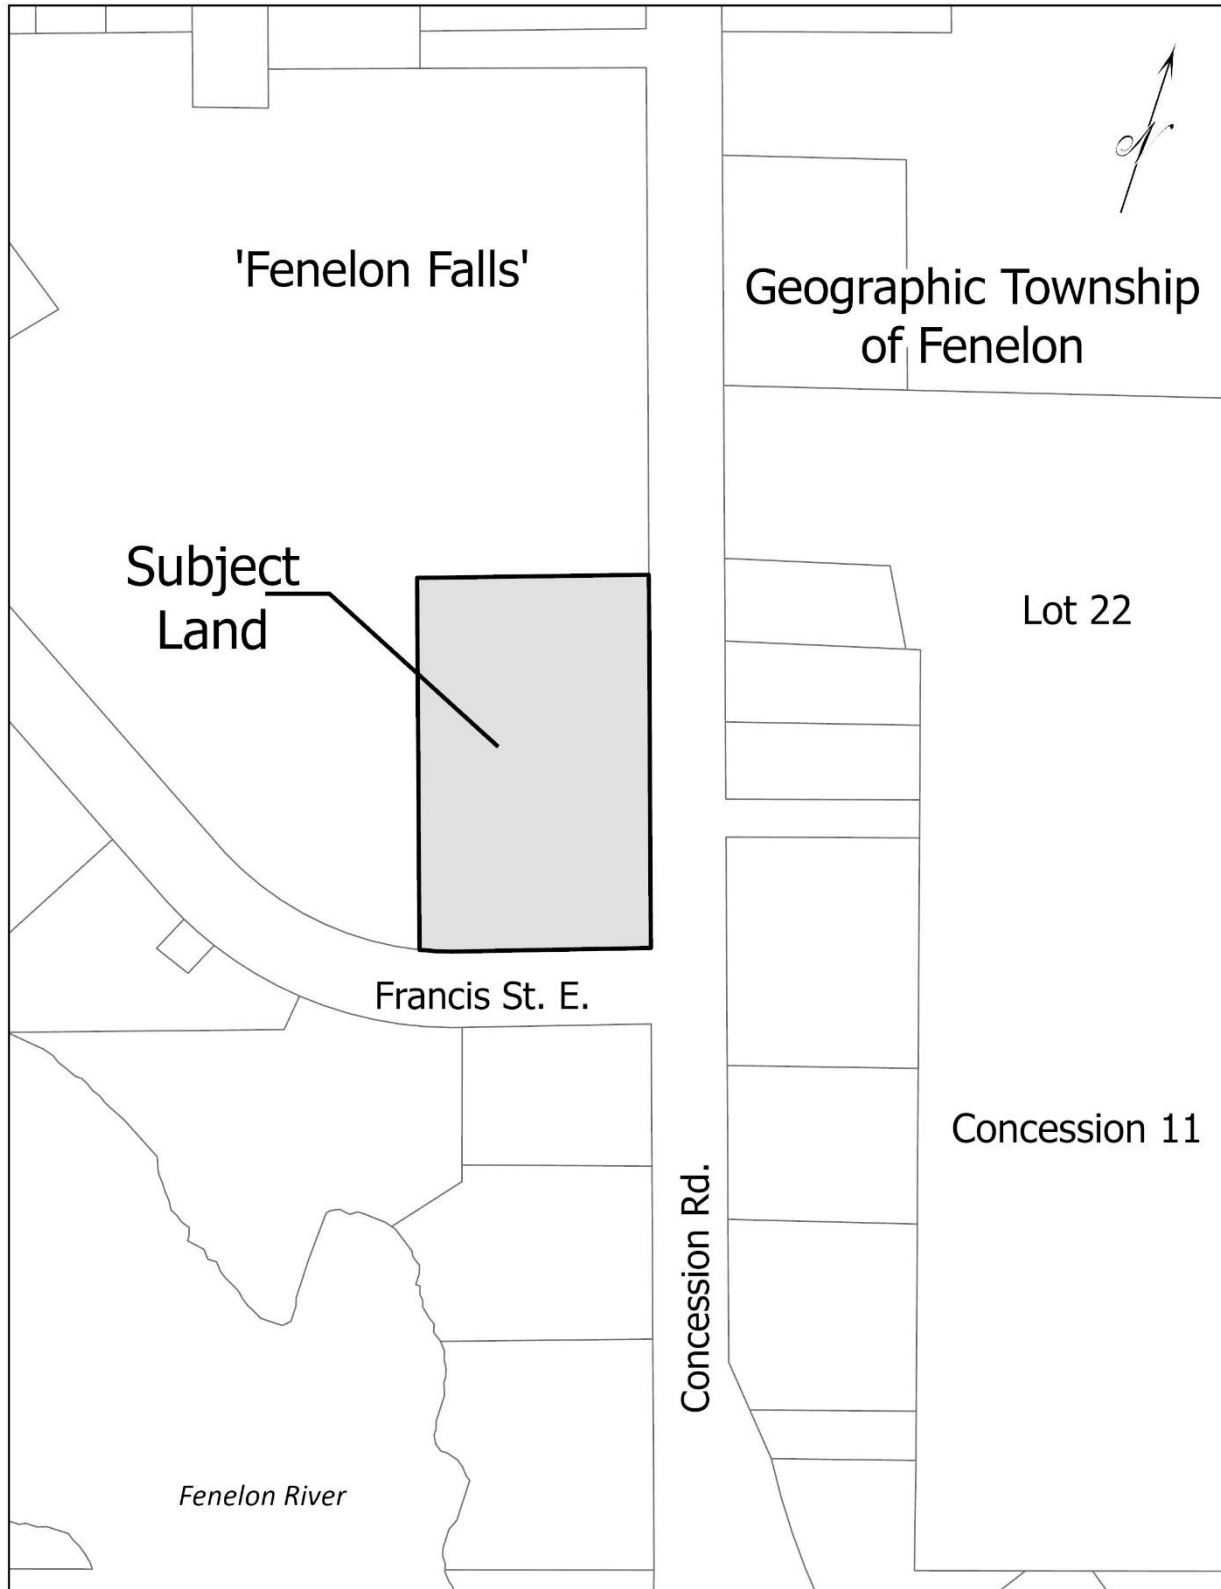 N
'Fenelon Falls'
Geographic Township
of Fenelon
Subject
Land
Lot 22
Francis St. E.
Concession 11
Concession Rd.
Fenelon River